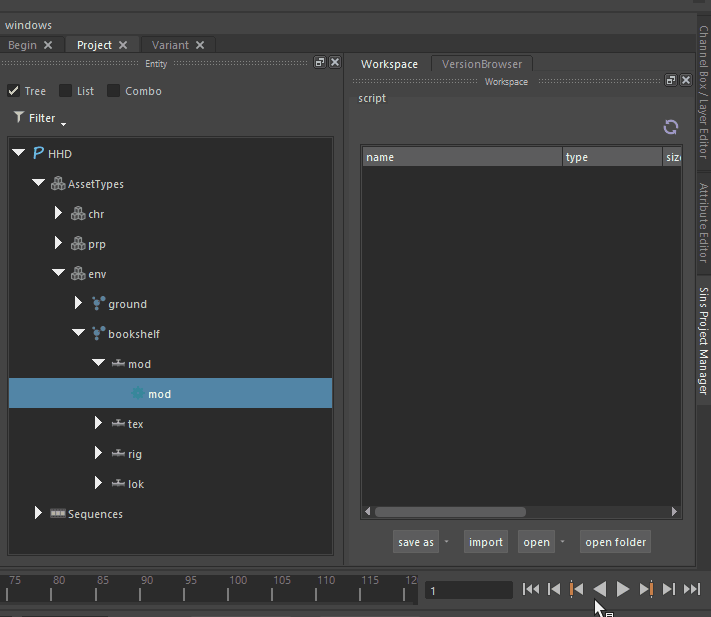 windows
Begin
Project
Variant
Entity
Tree
List
Combo
Filter
HHD
AssetTypes
chr
prp
env
ground
bookshelf
mod
mod
tex
rig
lok
Sequences
Workspace
VersionBrowser
Workspace
script
name type size
save as
import
open
open folder
Channel Box / Layer Editor
Attribute Editor
Sins Project Manager
75 80 85 90 95 100 105 110 115 12
1